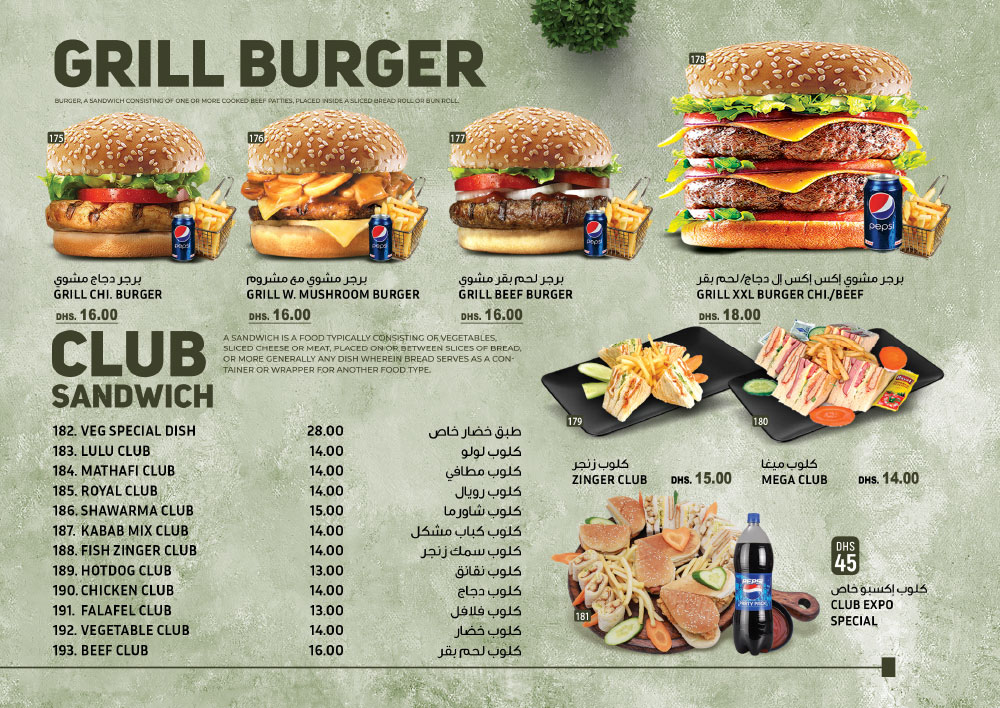 GRILL BURGER
BURGER, A SANDWICH CONSISTING OF ONE OR MORE COOKED BEEF PATTIES, PLACED INSIDE A SLICED BREAD ROLL OR BUN ROLL.
175
176
177
178
pepsi
pepsi
pepsi
pepsi
برجر دجاج مشوي
GRILL CHI. BURGER
DHS. 16.00
برجر مشوي مع مشروم
GRILL W. MUSHROOM BURGER
DHS. 16.00
برجر لحم بقر مشوي
GRILL BEEF BURGER
DHS. 16.00
برجر مشوي إكس إكس إل دجاج/لحم بقر
GRILL XXL BURGER CHI./BEEF
DHS. 18.00
CLUB
SANDWICH
A SANDWICH IS A FOOD TYPICALLY CONSISTING OF VEGETABLES,
SLICED CHEESE OR MEAT, PLACED ON OR BETWEEN SLICES OF BREAD,
OR MORE GENERALLY ANY DISH WHEREIN BREAD SERVES AS A CON-
TAINER OR WRAPPER FOR ANOTHER FOOD TYPE.
182. VEG SPECIAL DISH 28.00 طبق خضار خاص
183. LULU CLUB 14.00 كلوب لولو
184. MATHAFI CLUB 14.00 كلوب مطافي
185. ROYAL CLUB 14.00 كلوب رويال
186. SHAWARMA CLUB 15.00 كلوب شاورما
187. KABAB MIX CLUB 14.00 كلوب كباب مشكل
188. FISH ZINGER CLUB 14.00 كلوب سمك زنجر
189. HOTDOG CLUB 13.00 كلوب نقانق
190. CHICKEN CLUB 14.00 كلوب دجاج
191. FALAFEL CLUB 13.00 كلوب فلافل
192. VEGETABLE CLUB 14.00 كلوب خضار
193. BEEF CLUB 16.00 كلوب لحم بقر
179
180
كلوب زنجر
ZINGER CLUB DHS. 15.00
كلوب ميغا
MEGA CLUB DHS. 14.00
181
PEPSI
DHS
45
كلوب إكسبو خاص
CLUB EXPO
SPECIAL